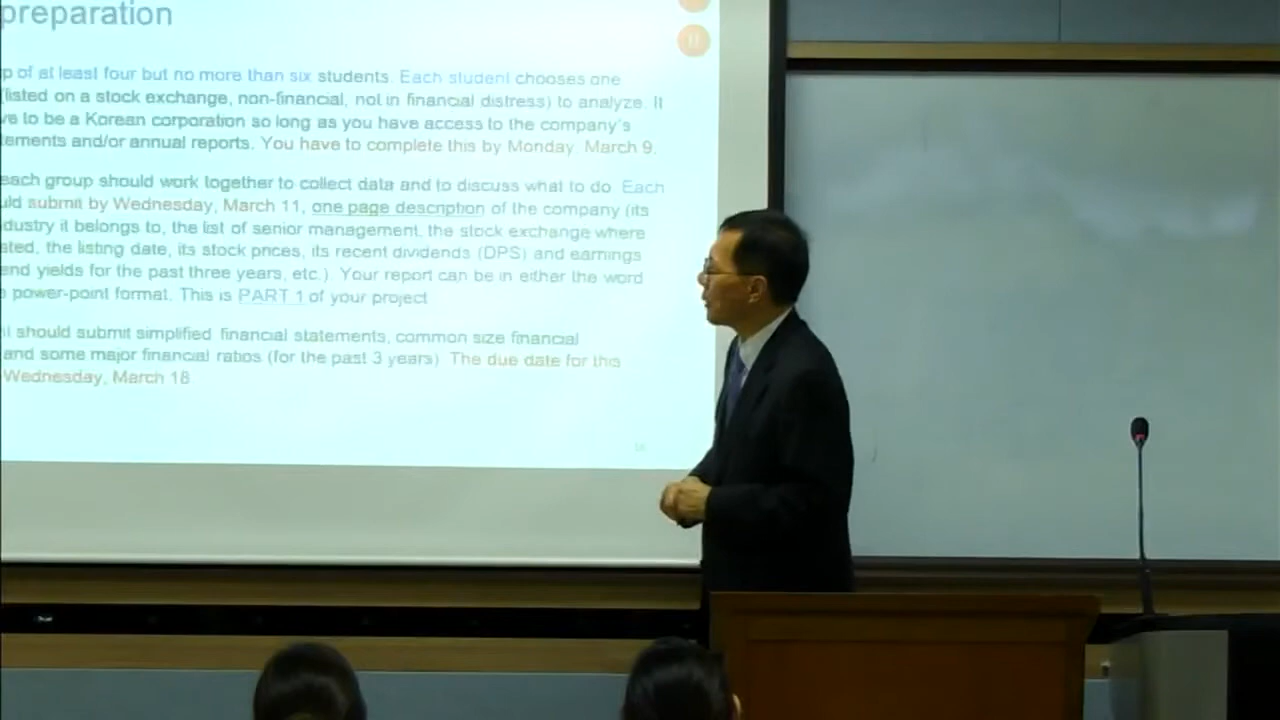 preparation
p of at least four but no more than six students. Each student chooses one
(listed on a stock exchange, non-financial, not in financial distress) to analyze. It
ve to be a Korean corporation so long as you have access to the company's
ements and/or annual reports. You have to complete this by Monday, March 9.
each group should work together to collect data and to discuss what to do. Each
uld submit by Wednesday, March 11, one page description of the company (its
dustry it belongs to, the list of senior management, the stock exchange where
sted, the listing date, its stock prices, its recent dividends (DPS) and earnings
end yields for the past three years, etc.). Your report can be in either the word
power-point format. This is PART 1 of your project
should submit simplified financial statements, common size financial
and some major financial ratios (for the past 3 years). The due date for this
Wednesday, March 18